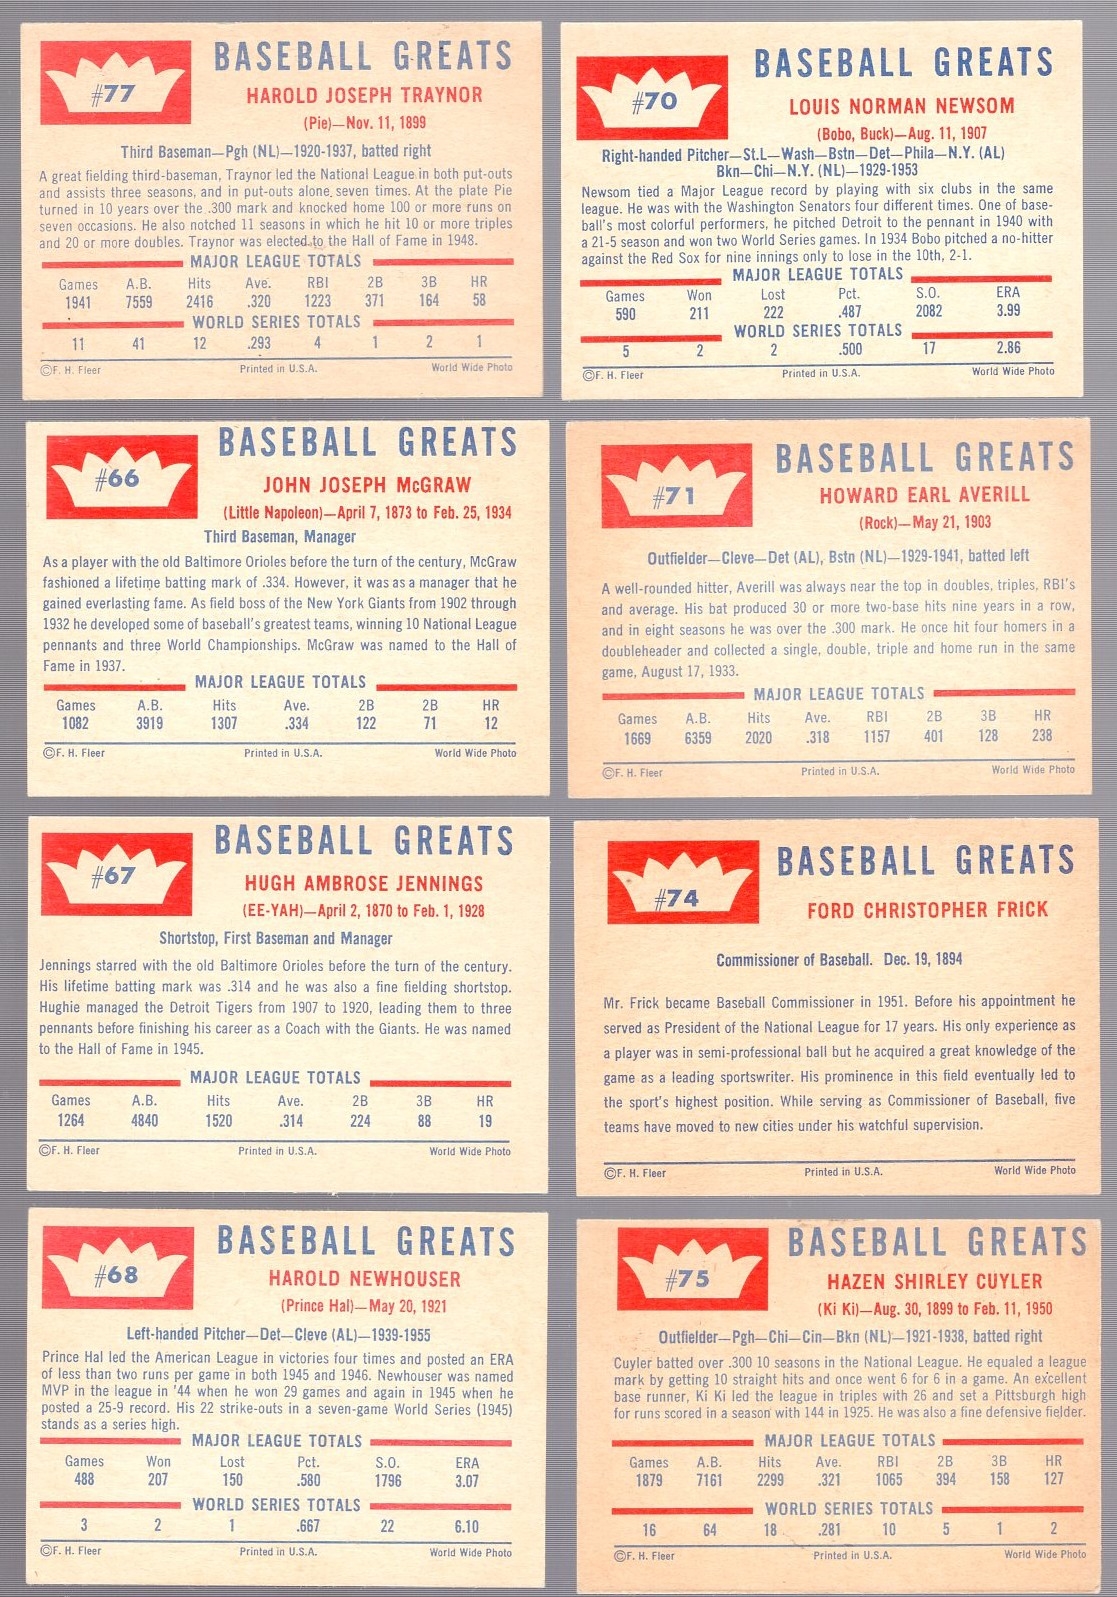 #77
BASEBALL GREATS
HAROLD JOSEPH TRAYNOR
(Pie)—Nov. 11, 1899
Third Baseman—Pgh (NL)—1920-1937, batted right
A great fielding third-baseman, Traynor led the National League in both put-outs
and assists three seasons, and in put-outs alone seven times. At the plate Pie
turned in 10 years over the .300 mark and knocked home 100 or more runs on
seven occasions. He also notched 11 seasons in which he hit 10 or more triples
and 20 or more doubles. Traynor was elected to the Hall of Fame in 1948.
MAJOR LEAGUE TOTALS
Games A.B. Hits Ave. RBI 2B 3B HR
1941 7559 2416 .320 1223 371 164 58
WORLD SERIES TOTALS
11 41 12 .293 4 1 2 1
©F. H. Fleer Printed in U.S.A. World Wide Photo
#70
BASEBALL GREATS
LOUIS NORMAN NEWSOM
(Bobo, Buck)—Aug. 11, 1907
Right-handed Pitcher—St.L—Wash—Bstn—Det—Phila—N.Y. (AL)
Bkn—Chi—N.Y. (NL)—1929-1953
Newsom tied a Major League record by playing with six clubs in the same
league. He was with the Washington Senators four different times. One of base-
ball's most colorful performers, he pitched Detroit to the pennant in 1940 with
a 21-5 season and won two World Series games. In 1934 Bobo pitched a no-hitter
against the Red Sox for nine innings only to lose in the 10th, 2-1.
MAJOR LEAGUE TOTALS
Games Won Lost Pct. S.O. ERA
590 211 222 .487 2082 3.99
WORLD SERIES TOTALS
5 2 2 .500 17 2.86
©F. H. Fleer Printed in U.S.A. World Wide Photo
#66
BASEBALL GREATS
JOHN JOSEPH McGRAW
(Little Napoleon)—April 7, 1873 to Feb. 25, 1934
Third Baseman, Manager
As a player with the old Baltimore Orioles before the turn of the century, McGraw
fashioned a lifetime batting mark of .334. However, it was as a manager that he
gained everlasting fame. As field boss of the New York Giants from 1902 through
1932 he developed some of baseball's greatest teams, winning 10 National League
pennants and three World Championships. McGraw was named to the Hall of
Fame in 1937.
MAJOR LEAGUE TOTALS
Games A.B. Hits Ave. 2B 2B HR
1082 3919 1307 .334 122 71 12
©F. H. Fleer Printed in U.S.A. World Wide Photo
#71
BASEBALL GREATS
HOWARD EARL AVERILL
(Rock)—May 21, 1903
Outfielder—Cleve—Det (AL), Bstn (NL)—1929-1941, batted left
A well-rounded hitter, Averill was always near the top in doubles, triples, RBI's
and average. His bat produced 30 or more two-base hits nine years in a row,
and in eight seasons he was over the .300 mark. He once hit four homers in a
doubleheader and collected a single, double, triple and home run in the same
game, August 17, 1933.
MAJOR LEAGUE TOTALS
Games A.B. Hits Ave. RBI 2B 3B HR
1669 6359 2020 .318 1157 401 128 238
©F. H. Fleer Printed in U.S.A. World Wide Photo
#67
BASEBALL GREATS
HUGH AMBROSE JENNINGS
(EE-YAH)—April 2, 1870 to Feb. 1, 1928
Shortstop, First Baseman and Manager
Jennings starred with the old Baltimore Orioles before the turn of the century.
His lifetime batting mark was .314 and he was also a fine fielding shortstop.
Hughie managed the Detroit Tigers from 1907 to 1920, leading them to three
pennants before finishing his career as a Coach with the Giants. He was named
to the Hall of Fame in 1945.
MAJOR LEAGUE TOTALS
Games A.B. Hits Ave. 2B 3B HR
1264 4840 1520 .314 224 88 19
©F. H. Fleer Printed in U.S.A. World Wide Photo
#74
BASEBALL GREATS
FORD CHRISTOPHER FRICK
Commissioner of Baseball. Dec. 19, 1894
Mr. Frick became Baseball Commissioner in 1951. Before his appointment he
served as President of the National League for 17 years. His only experience as
a player was in semi-professional ball but he acquired a great knowledge of the
game as a leading sportswriter. His prominence in this field eventually led to
the sport's highest position. While serving as Commissioner of Baseball, five
teams have moved to new cities under his watchful supervision.
©F. H. Fleer Printed in U.S.A. World Wide Photo
#68
BASEBALL GREATS
HAROLD NEWHOUSER
(Prince Hal)—May 20, 1921
Left-handed Pitcher—Det—Cleve (AL)—1939-1955
Prince Hal led the American League in victories four times and posted an ERA
of less than two runs per game in both 1945 and 1946. Newhouser was named
MVP in the league in '44 when he won 29 games and again in 1945 when he
posted a 25-9 record. His 22 strike-outs in a seven-game World Series (1945)
stands as a series high.
MAJOR LEAGUE TOTALS
Games Won Lost Pct. S.O. ERA
488 207 150 .580 1796 3.07
WORLD SERIES TOTALS
3 2 1 .667 22 6.10
©F. H. Fleer Printed in U.S.A. World Wide Photo
#75
BASEBALL GREATS
HAZEN SHIRLEY CUYLER
(Ki Ki)—Aug. 30, 1899 to Feb. 11, 1950
Outfielder—Pgh—Chi—Cin—Bkn (NL)—1921-1938, batted right
Cuyler batted over .300 10 seasons in the National League. He equaled a league
mark by getting 10 straight hits and once went 6 for 6 in a game. An excellent
base runner, Ki Ki led the league in triples with 26 and set a Pittsburgh high
for runs scored in a season with 144 in 1925. He was also a fine defensive fielder.
MAJOR LEAGUE TOTALS
Games A.B. Hits Ave. RBI 2B 3B HR
1879 7161 2299 .321 1065 394 158 127
WORLD SERIES TOTALS
16 64 18 .281 10 5 1 2
©F. H. Fleer Printed in U.S.A. World Wide Photo